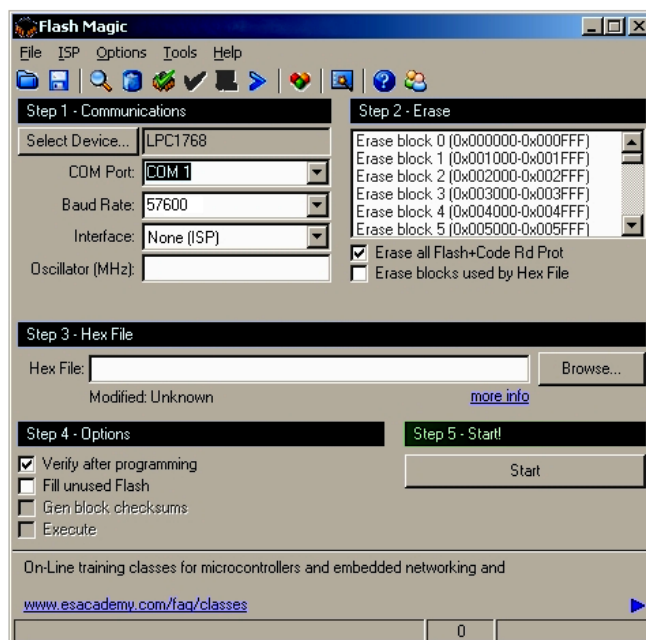 Flash Magic
File ISP Options Tools Help
Step 1 - Communications
Select Device... LPC1768
COM Port: COM 1
Baud Rate: 57600
Interface: None (ISP)
Oscillator (MHz):
Step 2 - Erase
Erase block 0 (0x000000-0x000FFF)
Erase block 1 (0x001000-0x001FFF)
Erase block 2 (0x002000-0x002FFF)
Erase block 3 (0x003000-0x003FFF)
Erase block 4 (0x004000-0x004FFF)
Erase block 5 (0x005000-0x005FFF)
Erase all Flash+Code Rd Prot
Erase blocks used by Hex File
Step 3 - Hex File
Hex File: Browse...
Modified: Unknown more info
Step 4 - Options
Verify after programming
Fill unused Flash
Gen block checksums
Execute
Step 5 - Start!
Start
On-Line training classes for microcontrollers and embedded networking and
www.esacademy.com/faq/classes
0